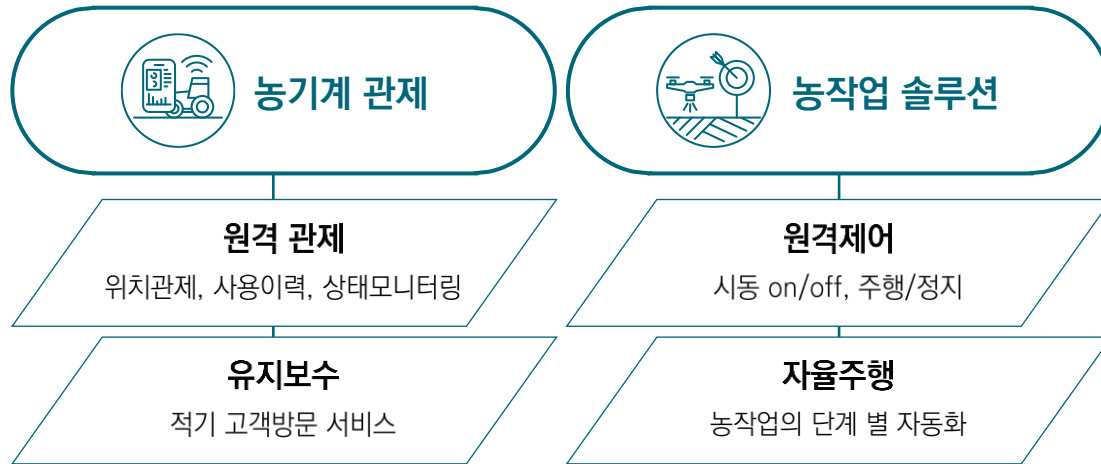 농기계 관제
원격 관제
위치관제, 사용이력, 상태모니터링
유지보수
적기 고객방문 서비스
농작업 솔루션
원격제어
시동 on/off, 주행/정지
자율주행
농작업의 단계 별 자동화